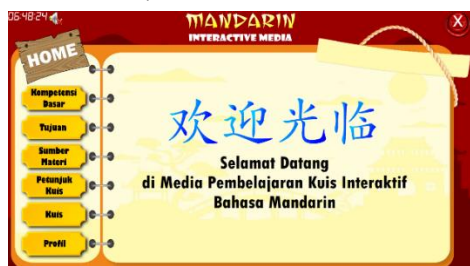 06:48:24
MANDARIN
INTERACTIVE MEDIA
X
HOME
Kompetensi
Dasar
Tujuan
Sumber
Materi
Petunjuk
Kuis
Kuis
Profil
欢迎光临
Selamat Datang
di Media Pembelajaran Kuis Interaktif
Bahasa Mandarin